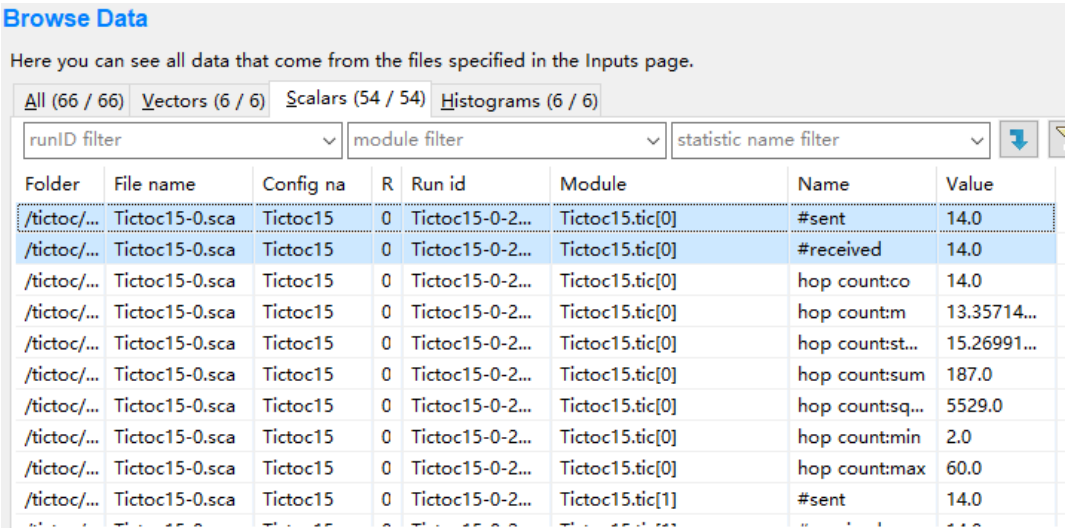 Browse Data
Here you can see all data that come from the files specified in the Inputs page.
All (66 / 66) Vectors (6 / 6) Scalars (54 / 54) Histograms (6 / 6)
runID filter module filter statistic name filter
Folder File name Config na R Run id Module Name Value
/tictoc/... Tictoc15-0.sca Tictoc15 0 Tictoc15-0-2... Tictoc15.tic[0] #sent 14.0
/tictoc/... Tictoc15-0.sca Tictoc15 0 Tictoc15-0-2... Tictoc15.tic[0] #received 14.0
/tictoc/... Tictoc15-0.sca Tictoc15 0 Tictoc15-0-2... Tictoc15.tic[0] hop count:co 14.0
/tictoc/... Tictoc15-0.sca Tictoc15 0 Tictoc15-0-2... Tictoc15.tic[0] hop count:m 13.35714...
/tictoc/... Tictoc15-0.sca Tictoc15 0 Tictoc15-0-2... Tictoc15.tic[0] hop count:st... 15.26991...
/tictoc/... Tictoc15-0.sca Tictoc15 0 Tictoc15-0-2... Tictoc15.tic[0] hop count:sum 187.0
/tictoc/... Tictoc15-0.sca Tictoc15 0 Tictoc15-0-2... Tictoc15.tic[0] hop count:sq... 5529.0
/tictoc/... Tictoc15-0.sca Tictoc15 0 Tictoc15-0-2... Tictoc15.tic[0] hop count:min 2.0
/tictoc/... Tictoc15-0.sca Tictoc15 0 Tictoc15-0-2... Tictoc15.tic[0] hop count:max 60.0
/tictoc/... Tictoc15-0.sca Tictoc15 0 Tictoc15-0-2... Tictoc15.tic[1] #sent 14.0